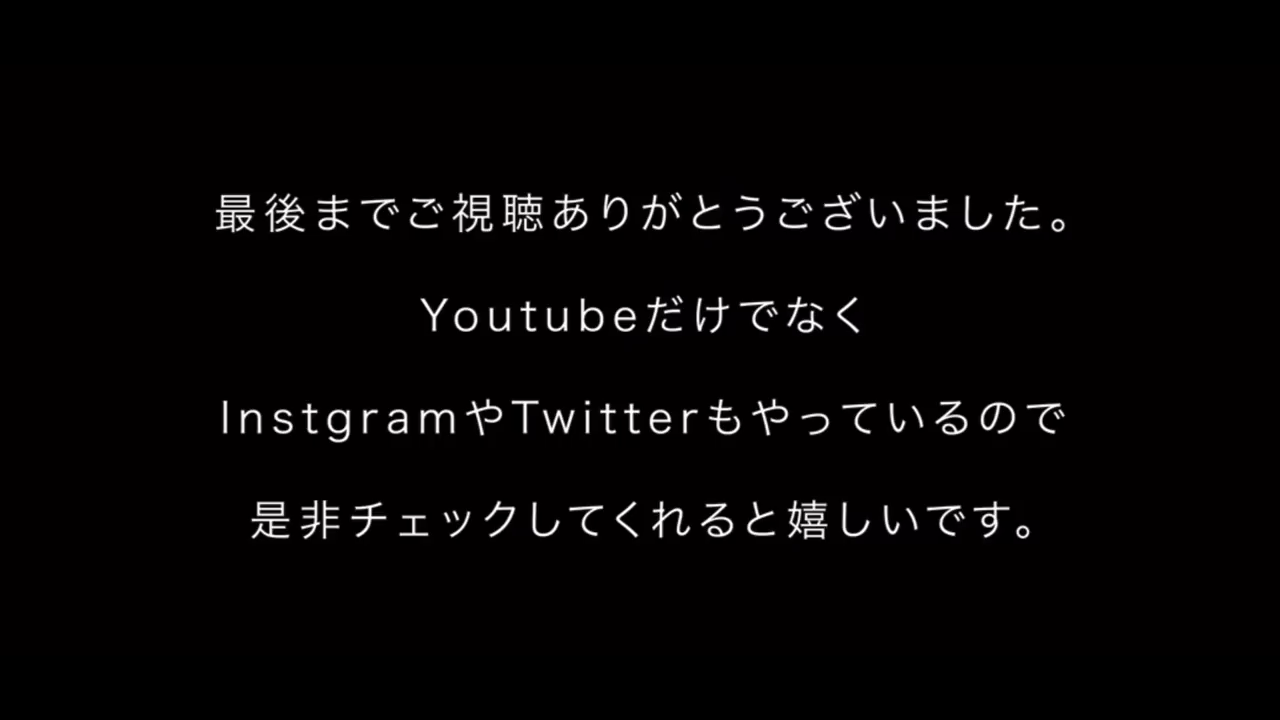 最後までご視聴ありがとうございました。
Youtubeだけでなく
InstgramやTwitterもやっているので
是非チェックしてくれると嬉しいです。